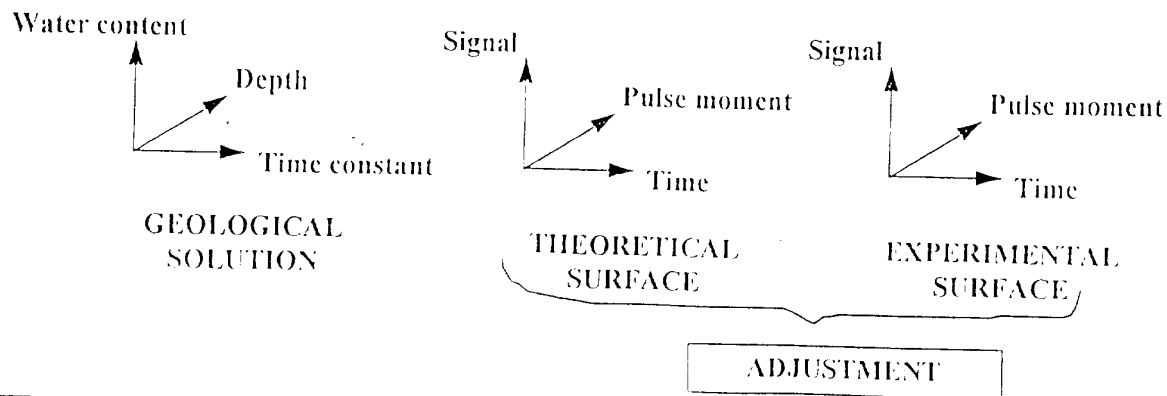 Water content
Depth
Time constant
GEOLOGICAL
SOLUTION
Signal
Pulse moment
Time
THEORETICAL
SURFACE
Signal
Pulse moment
Time
EXPERIMENTAL
SURFACE
ADJUSTMENT